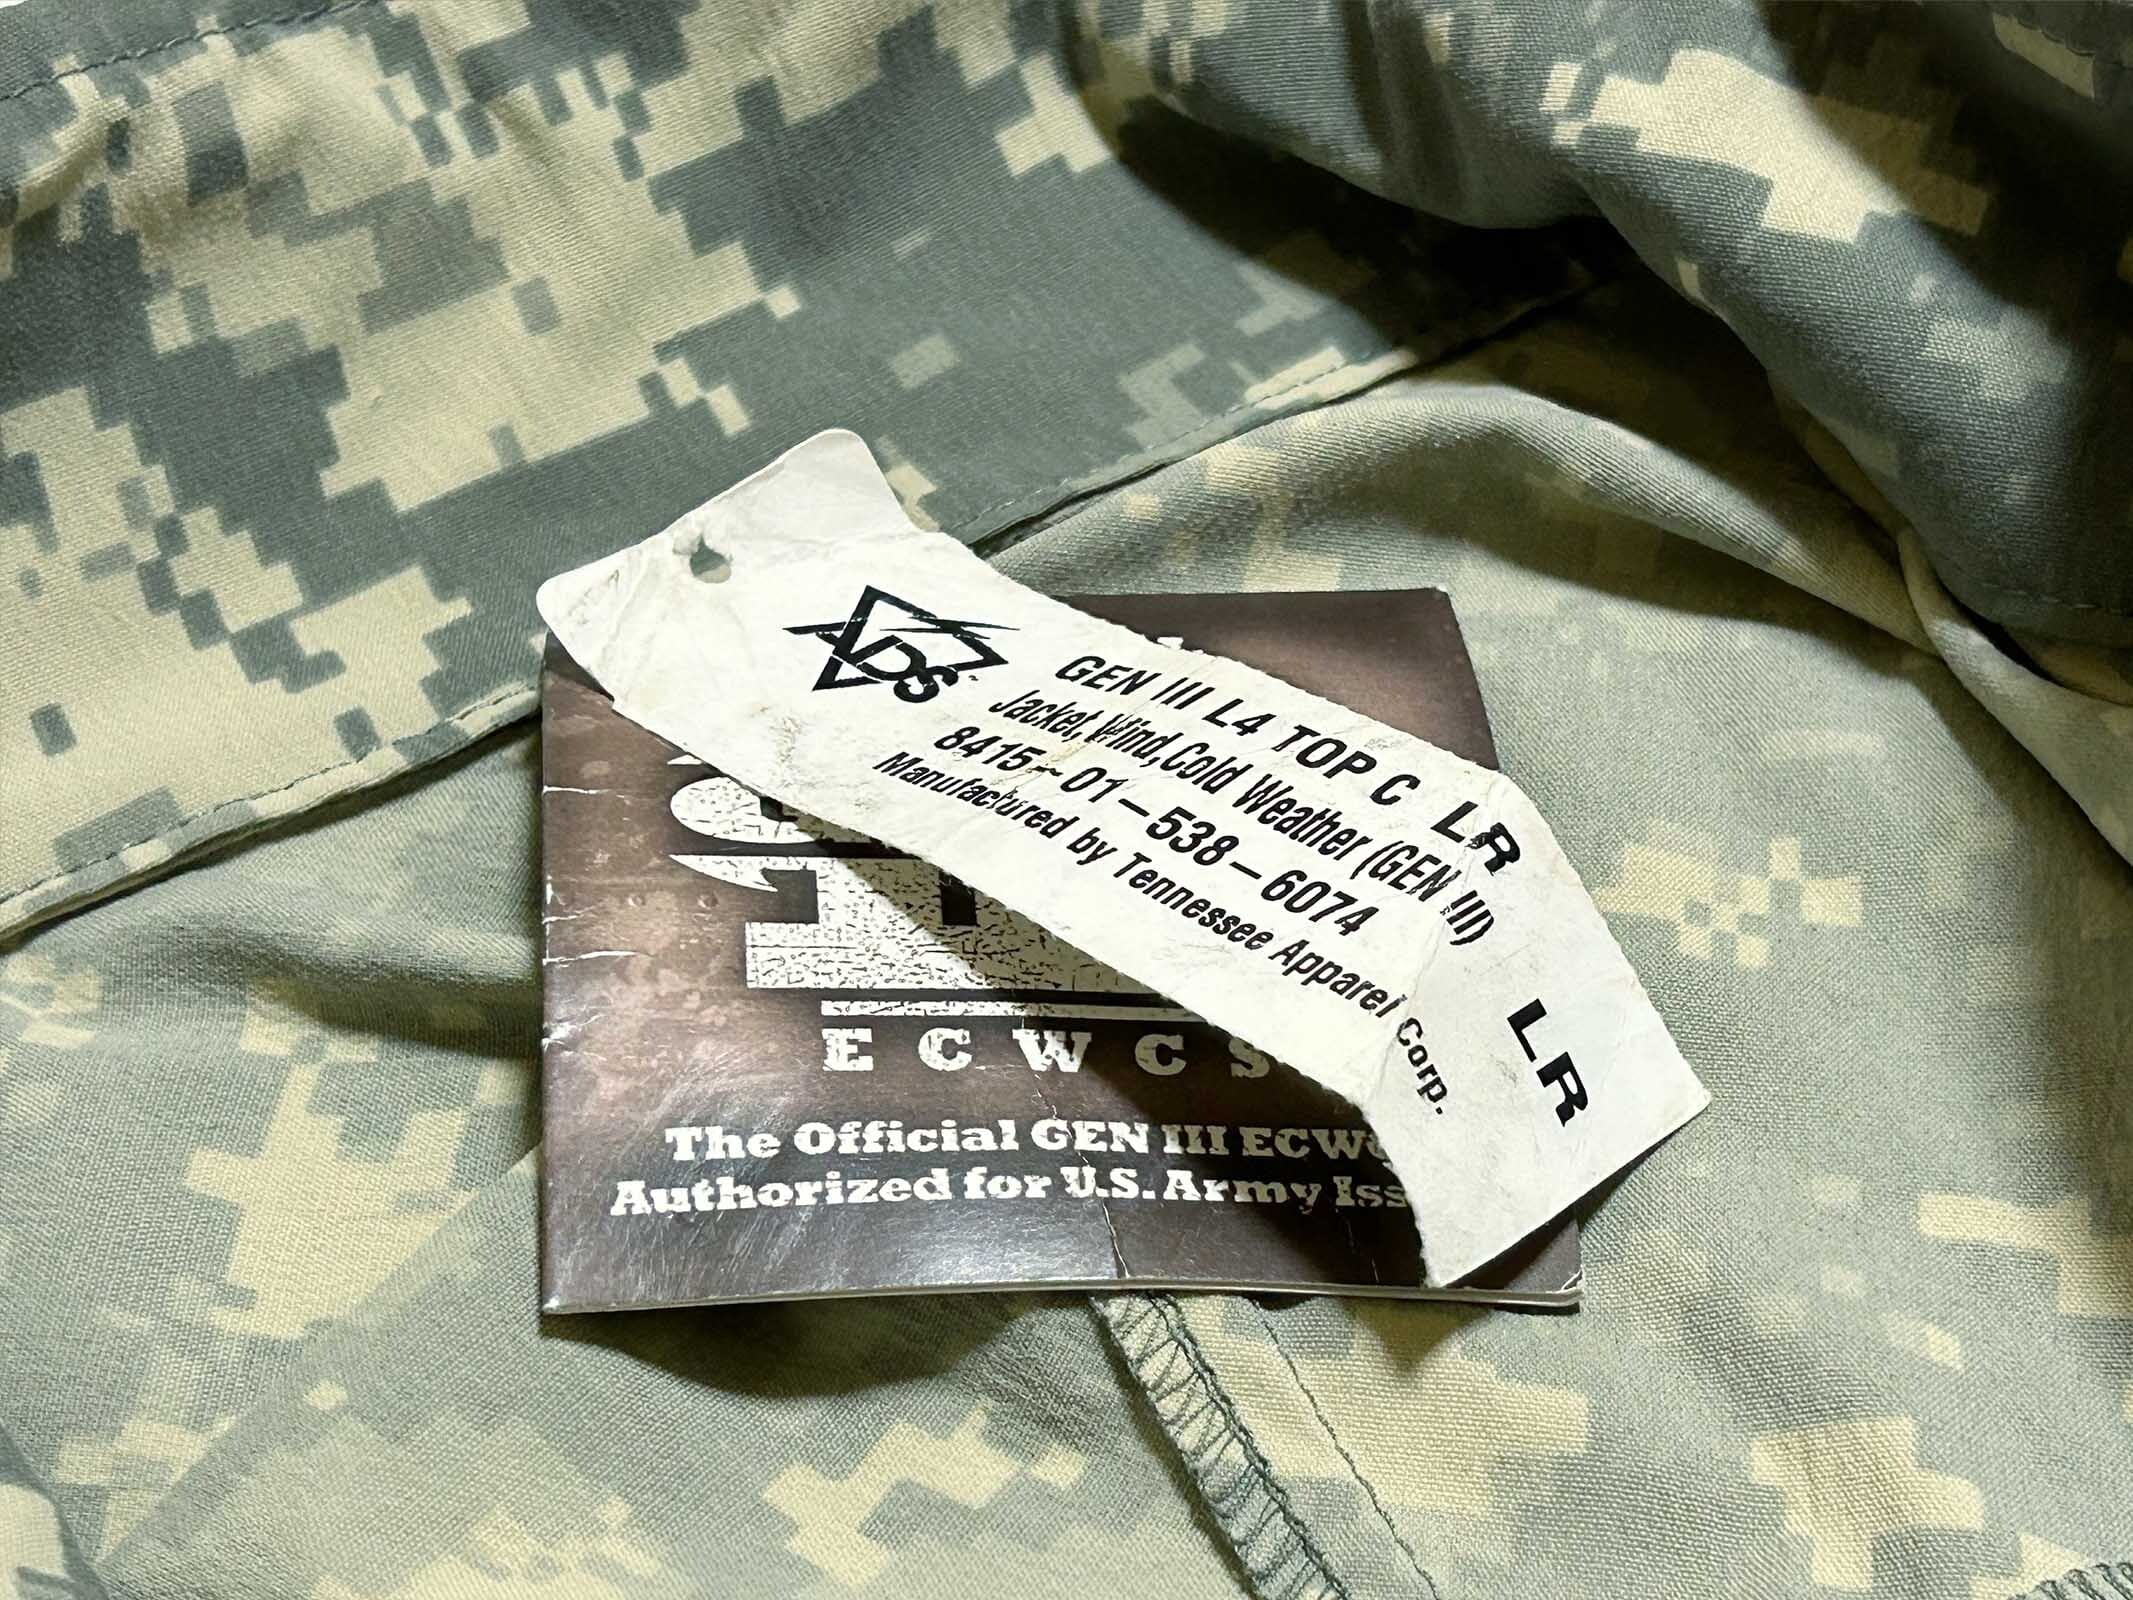 ADS
GEN III L4 TOP C LR
Jacket,Wind,Cold Weather (GEN III)
8415-01-538-6074
Manufactured by Tennessee Apparel Corp.
LR
ECWCS
The Official GEN III ECW
Authorized for U.S. Army Iss